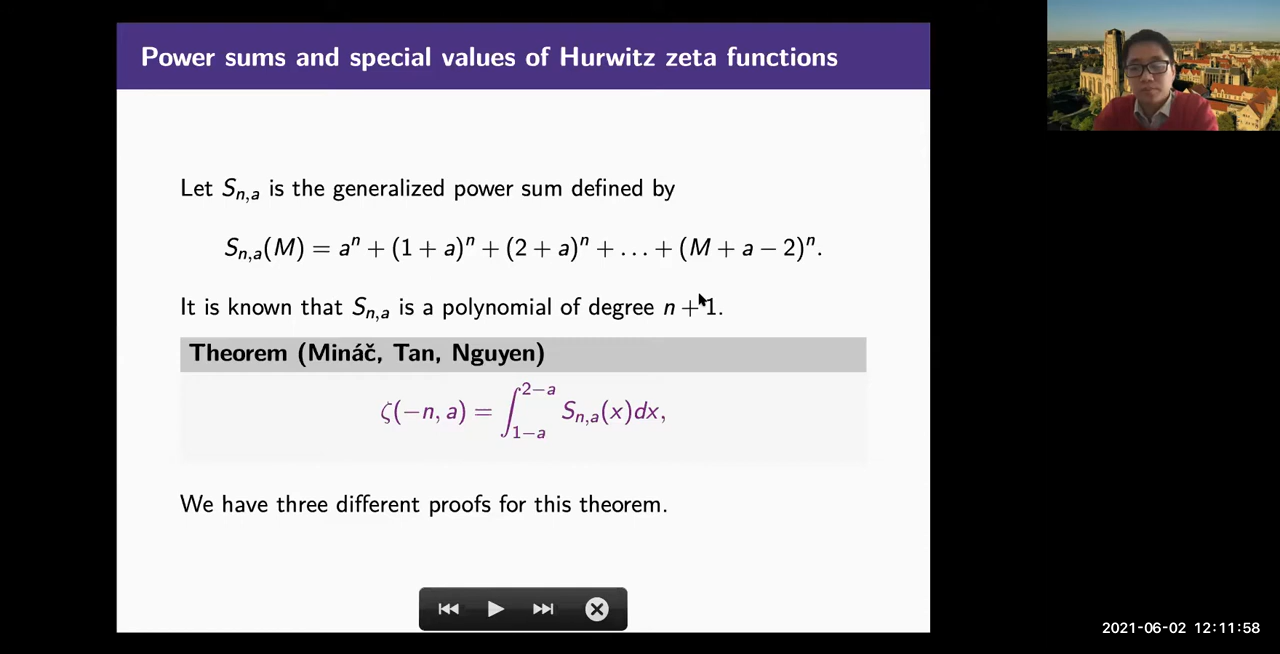 Power sums and special values of Hurwitz zeta functions
Let S_{n,a} is the generalized power sum defined by
S_{n,a}(M) = a^n + (1 + a)^n + (2 + a)^n + … + (M + a − 2)^n.
It is known that S_{n,a} is a polynomial of degree n + 1.
Theorem (Mináč, Tan, Nguyen)
ζ(−n, a) = ∫_{1−a}^{2−a} S_{n,a}(x)dx,
We have three different proofs for this theorem.
2021-06-02 12:11:58